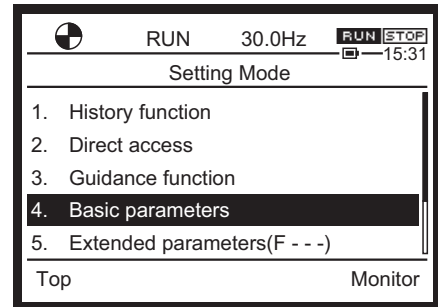 RUN 30.0Hz RUN STOP
15:31
Setting Mode
1. History function
2. Direct access
3. Guidance function
4. Basic parameters
5. Extended parameters(F - - -)
Top Monitor